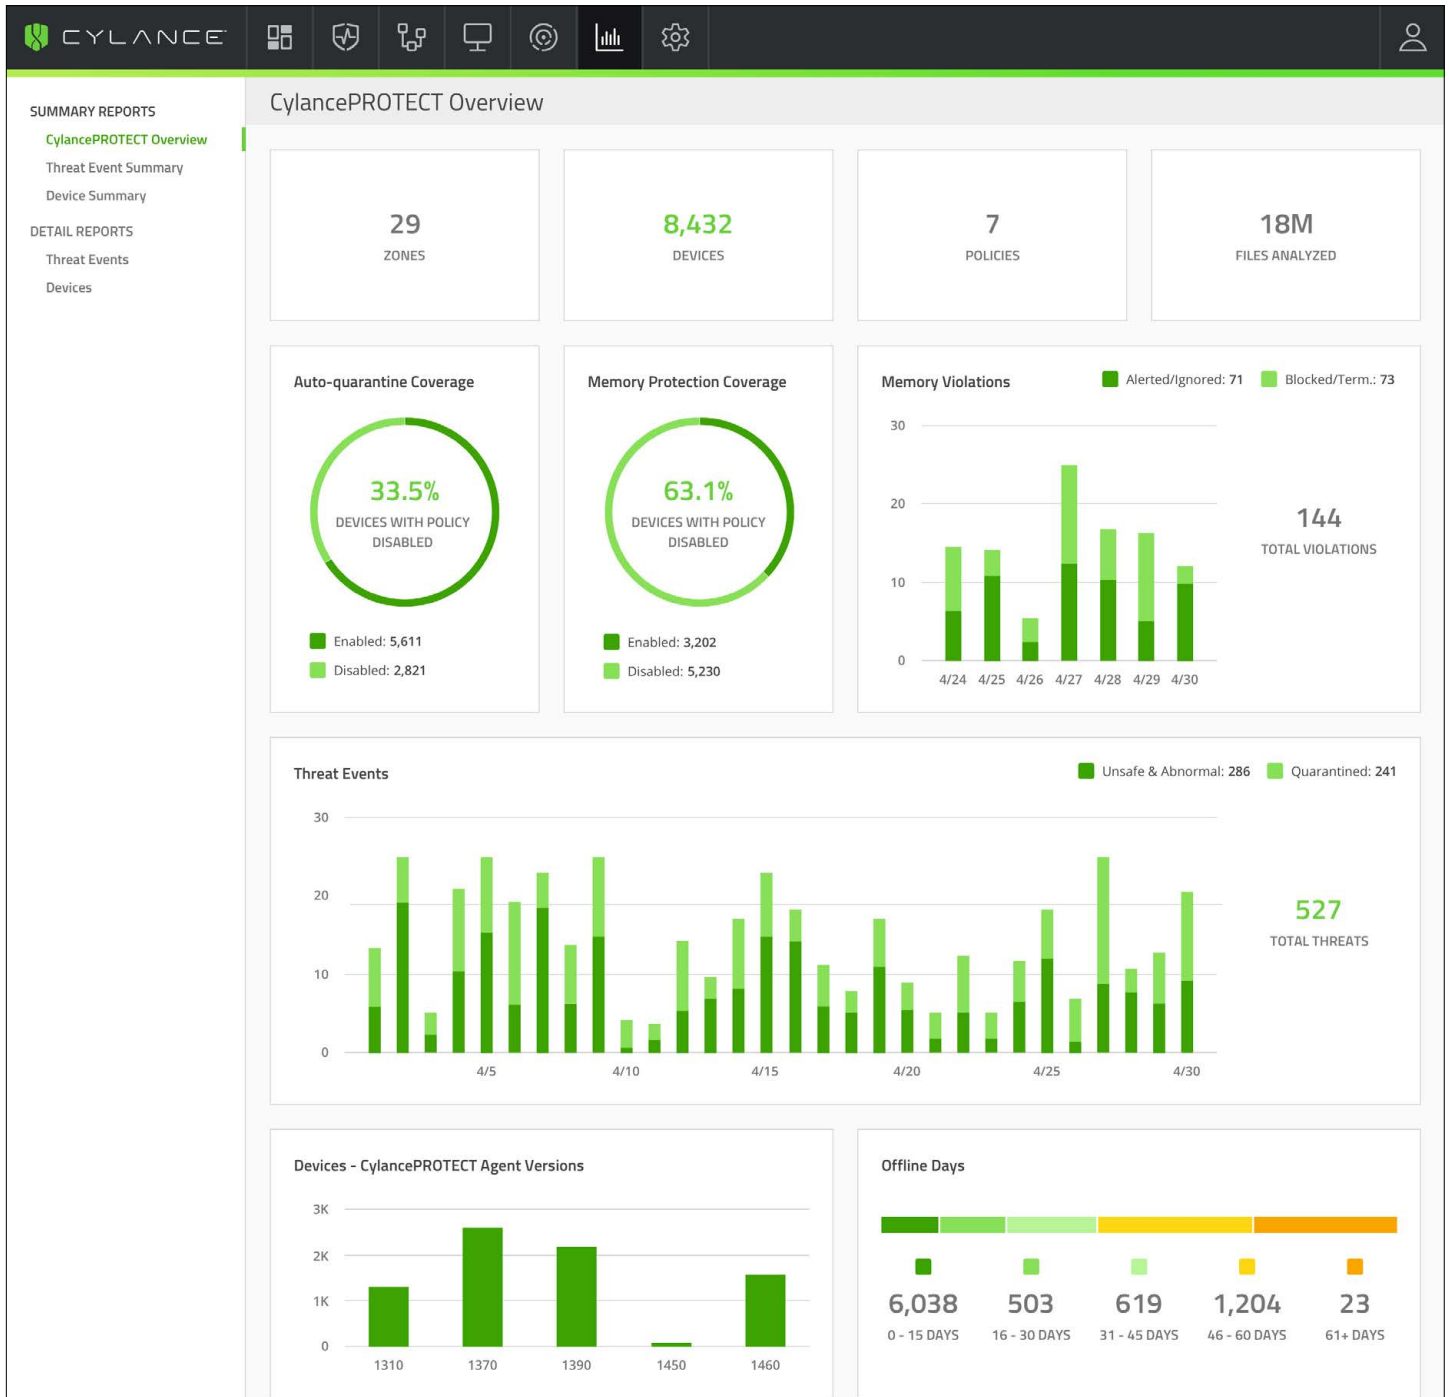 CYLANCE
SUMMARY REPORTS
CylancePROTECT Overview
Threat Event Summary
Device Summary
DETAIL REPORTS
Threat Events
Devices
CylancePROTECT Overview
29
ZONES
8,432
DEVICES
7
POLICIES
18M
FILES ANALYZED
Auto-quarantine Coverage
33.5%
DEVICES WITH POLICY
DISABLED
Enabled: 5,611
Disabled: 2,821
Memory Protection Coverage
63.1%
DEVICES WITH POLICY
DISABLED
Enabled: 3,202
Disabled: 5,230
Memory Violations
Alerted/Ignored: 71
Blocked/Term.: 73
30
20
10
0
4/24 4/25 4/26 4/27 4/28 4/29 4/30
144
TOTAL VIOLATIONS
Threat Events
Unsafe & Abnormal: 286
Quarantined: 241
30
20
10
0
4/5 4/10 4/15 4/20 4/25 4/30
527
TOTAL THREATS
Devices - CylancePROTECT Agent Versions
3K
2K
1K
0
1310 1370 1390 1450 1460
Offline Days
6,038 503 619 1,204 23
0 - 15 DAYS 16 - 30 DAYS 31 - 45 DAYS 46 - 60 DAYS 61+ DAYS